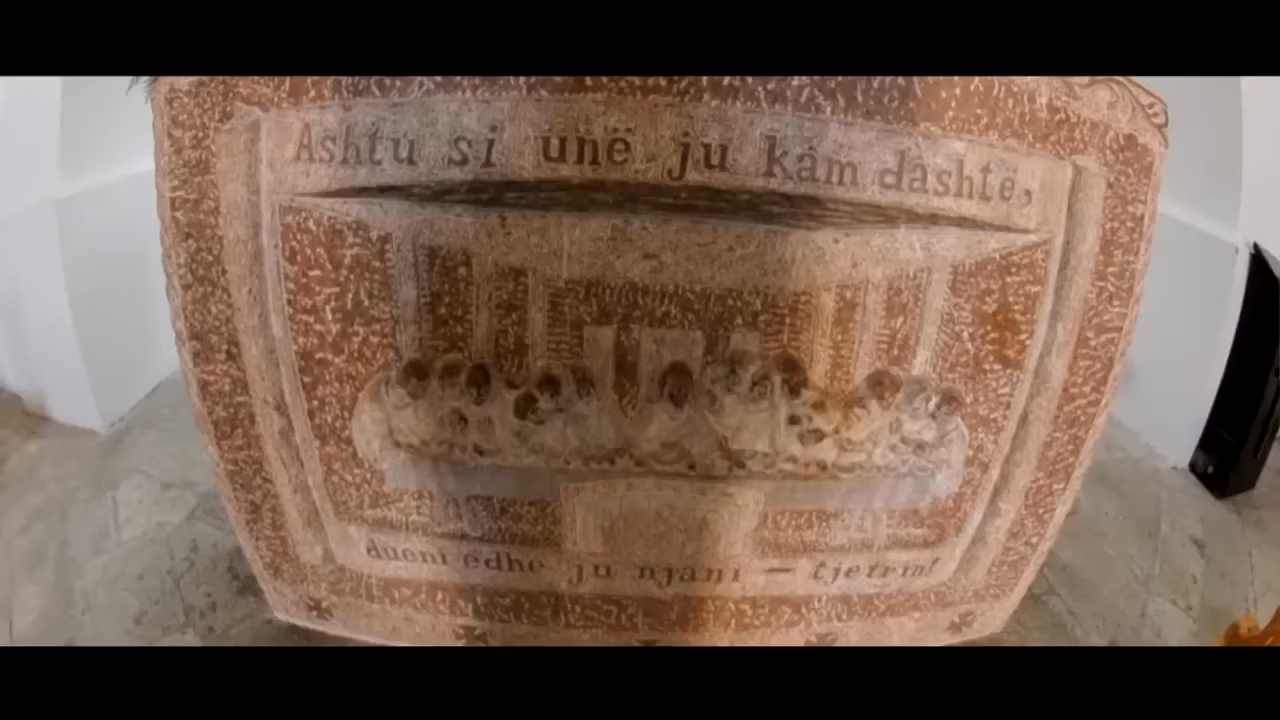 Ashtu si unë ju kam dashtë,
dueni edhe ju njani – tjetrin!